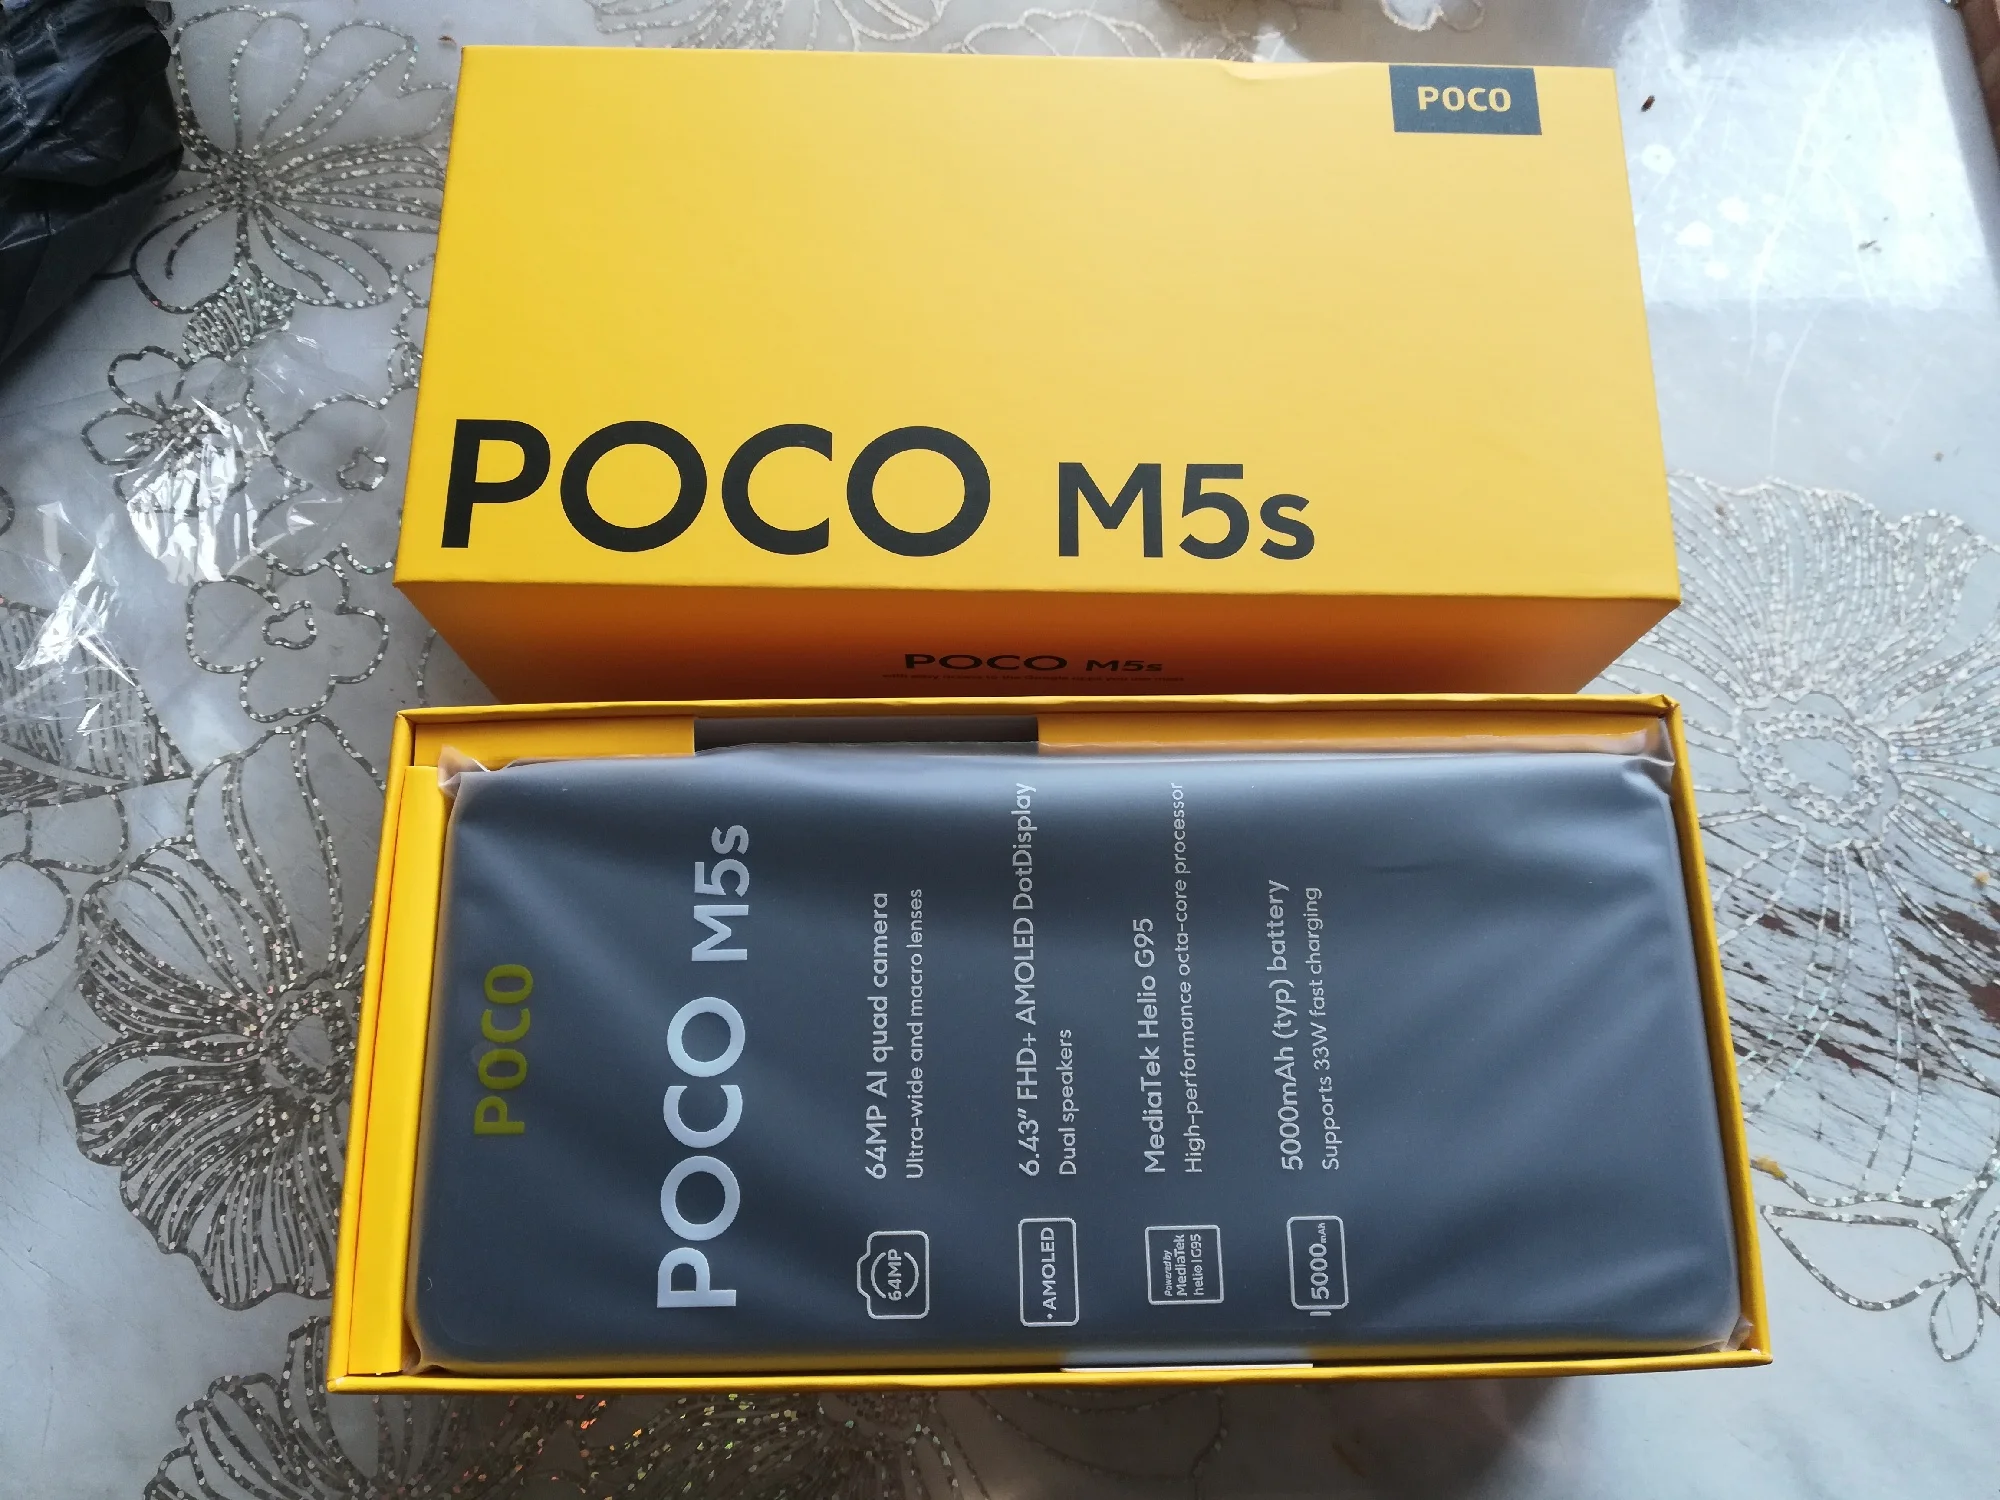 POCO
POCO M5s
POCO M5s
POCO
POCO M5s
64MP
64MP AI quad camera
Ultra-wide and macro lenses
AMOLED
6.43" FHD+ AMOLED DotDisplay
Dual speakers
Powered by
MediaTek
helio G95
MediaTek Helio G95
High-performance octa-core processor
5000mAh
5000mAh (typ) battery
Supports 33W fast charging